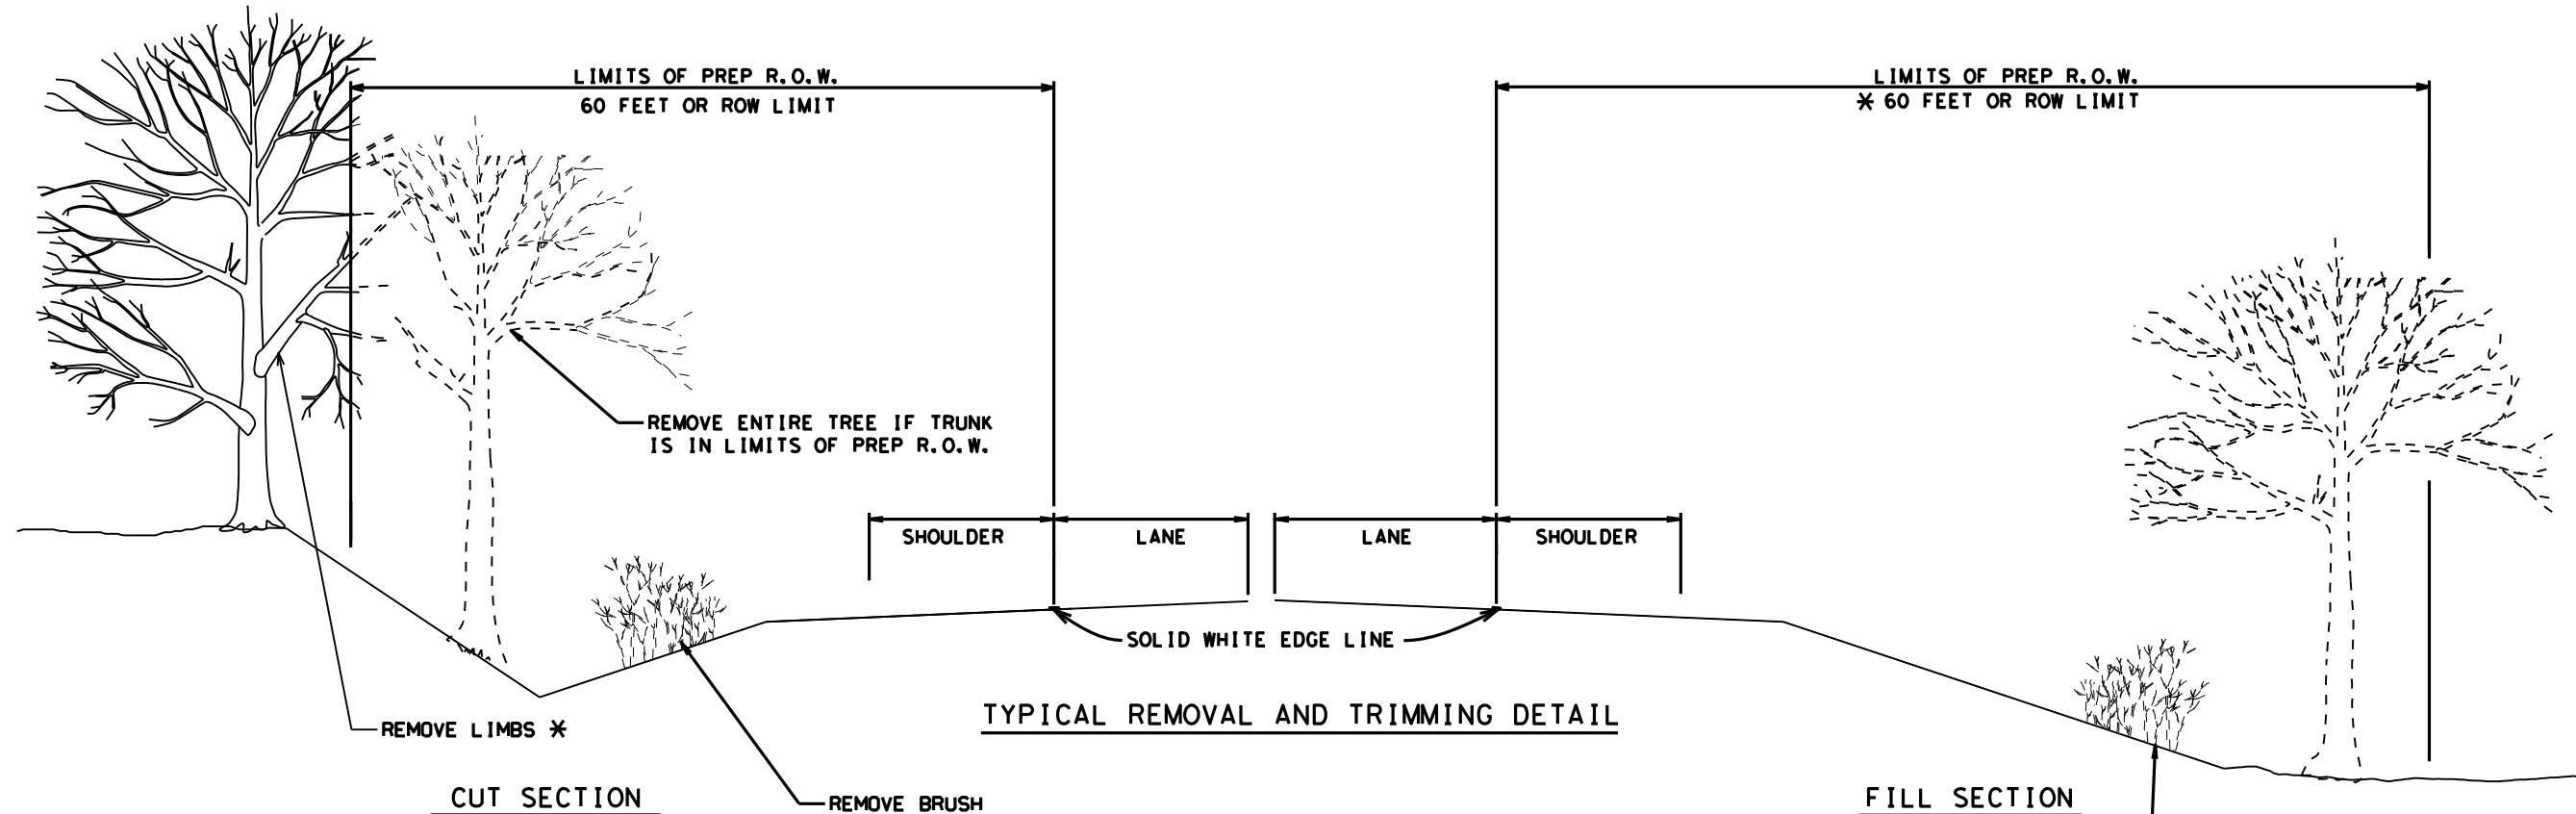 LIMITS OF PREP R.O.W.
60 FEET OR ROW LIMIT
LIMITS OF PREP R.O.W.
* 60 FEET OR ROW LIMIT
REMOVE ENTIRE TREE IF TRUNK
IS IN LIMITS OF PREP R.O.W.
SHOULDER
LANE
LANE
SHOULDER
SOLID WHITE EDGE LINE
TYPICAL REMOVAL AND TRIMMING DETAIL
REMOVE LIMBS *
CUT SECTION
REMOVE BRUSH
FILL SECTION